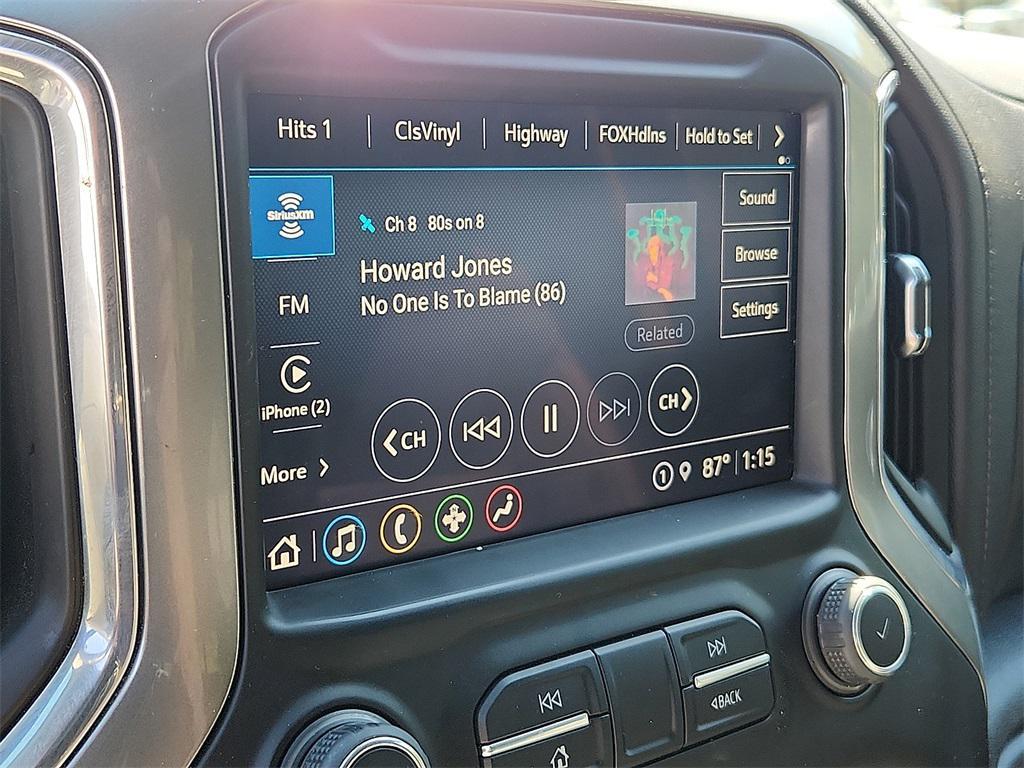 Hits 1 ClsVinyl Highway FOXHdlns Hold to Set
SiriusXM
Ch 8 80s on 8
Sound
Howard Jones
Browse
FM
No One Is To Blame (86)
Settings
Related
iPhone (2)
CH
CH
More
1 87° 1:15
BACK